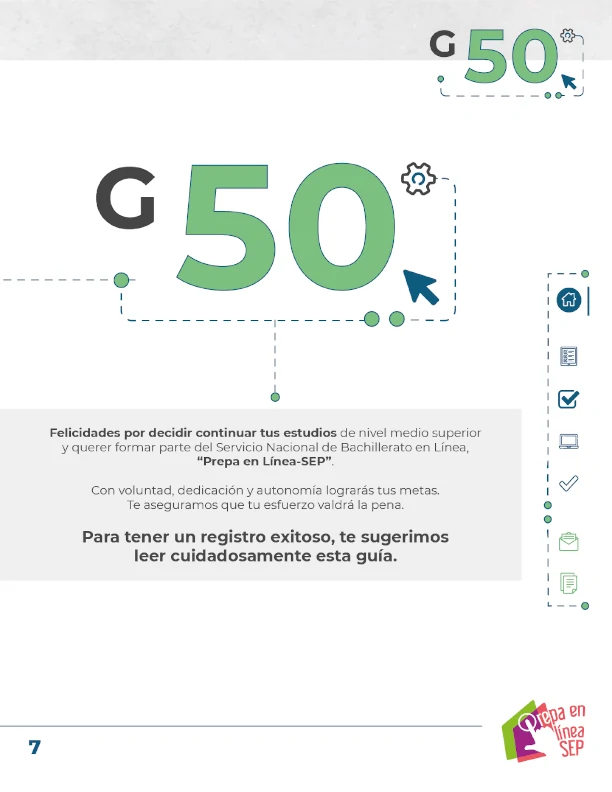 G 50
G 50
Felicidades por decidir continuar tus estudios de nivel medio superior
y querer formar parte del Servicio Nacional de Bachillerato en Línea,
“Prepa en Línea-SEP”.
Con voluntad, dedicación y autonomía lograrás tus metas.
Te aseguramos que tu esfuerzo valdrá la pena.
Para tener un registro exitoso, te sugerimos
leer cuidadosamente esta guía.
7
Prepa en
línea
SEP